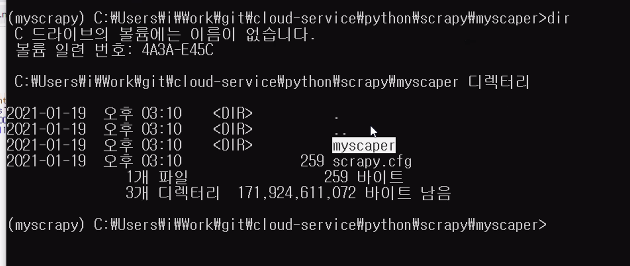 (myscrapy) C:₩Users₩i₩Work₩git₩cloud-service₩python₩scrapy₩myscaper>dir
C 드라이브의 볼륨에는 이름이 없습니다.
볼륨 일련 번호: 4A3A-E45C
C:₩Users₩i₩Work₩git₩cloud-service₩python₩scrapy₩myscaper 디렉터리
2021-01-19 오후 03:10 <DIR> .
2021-01-19 오후 03:10 <DIR> ..
2021-01-19 오후 03:10 <DIR> myscaper
2021-01-19 오후 03:10 259 scrapy.cfg
1개 파일 259 바이트
3개 디렉터리 171,924,611,072 바이트 남음
(myscrapy) C:₩Users₩i₩Work₩git₩cloud-service₩python₩scrapy₩myscaper>